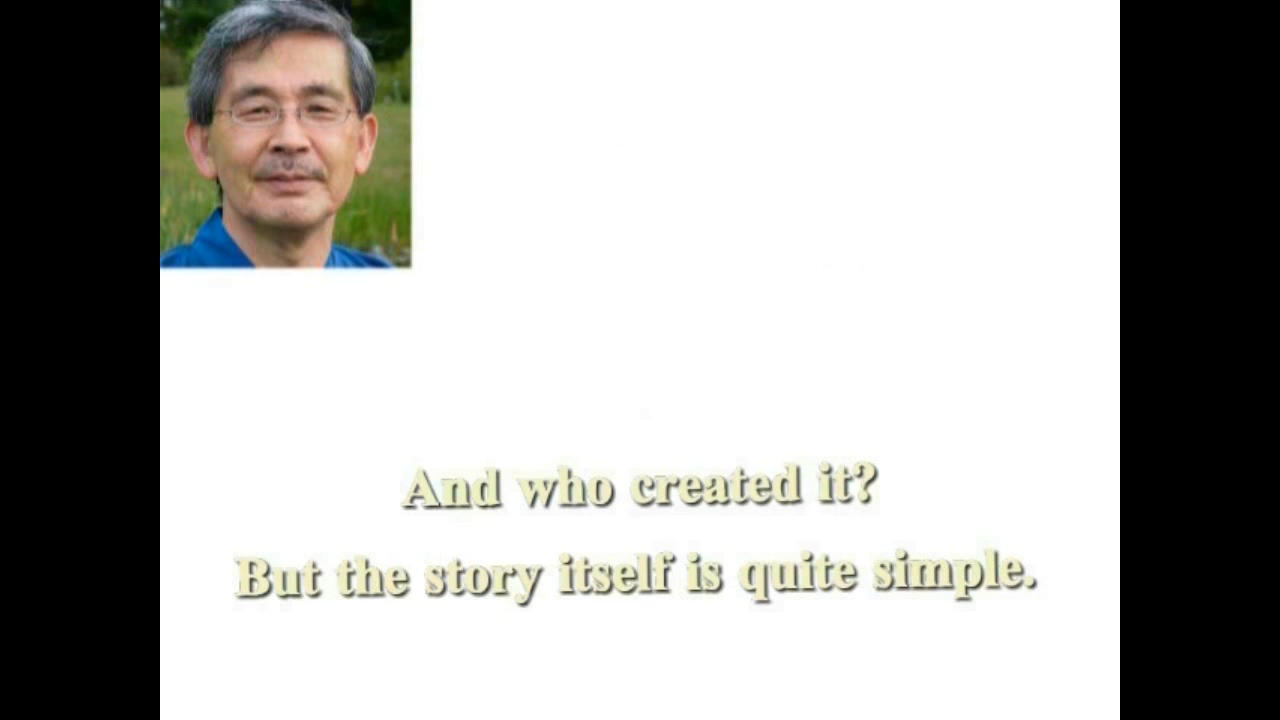 And who created it?
But the story itself is quite simple.